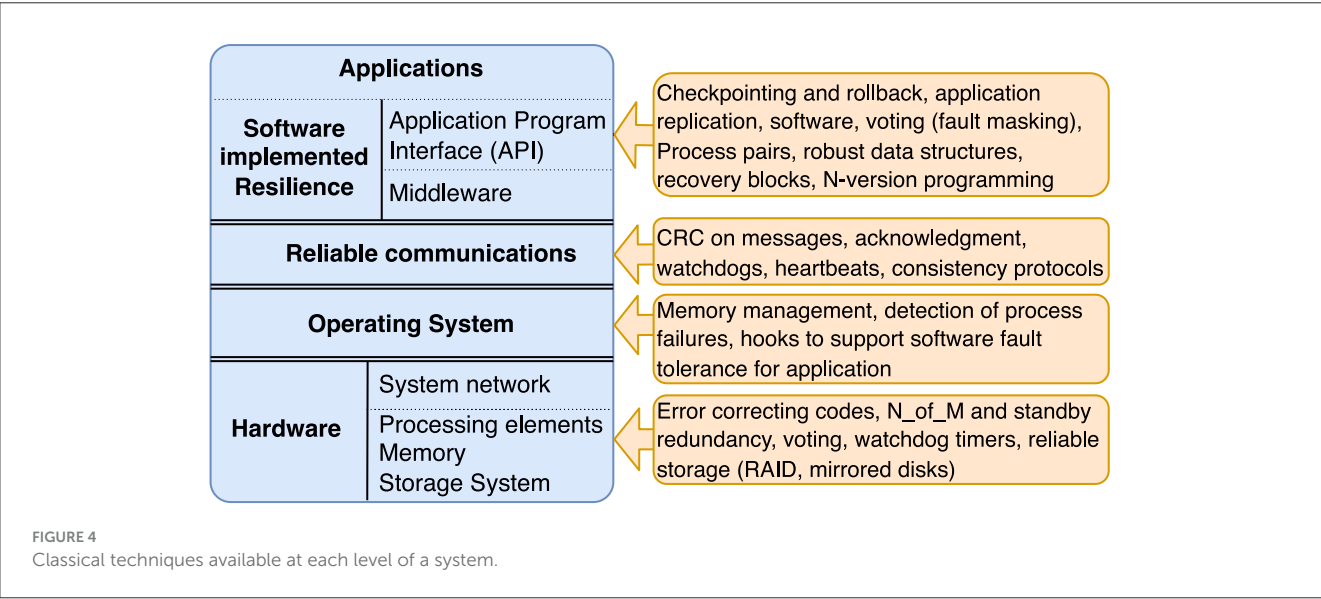 Applications
Software
implemented
Resilience
Application Program
Interface (API)
Middleware
Checkpointing and rollback, application
replication, software, voting (fault masking),
Process pairs, robust data structures,
recovery blocks, N-version programming
Reliable communications
CRC on messages, acknowledgment,
watchdogs, heartbeats, consistency protocols
Operating System
Memory management, detection of process
failures, hooks to support software fault
tolerance for application
Hardware
System network
Processing elements
Memory
Storage System
Error correcting codes, N_of_M and standby
redundancy, voting, watchdog timers, reliable
storage (RAID, mirrored disks)
FIGURE 4
Classical techniques available at each level of a system.